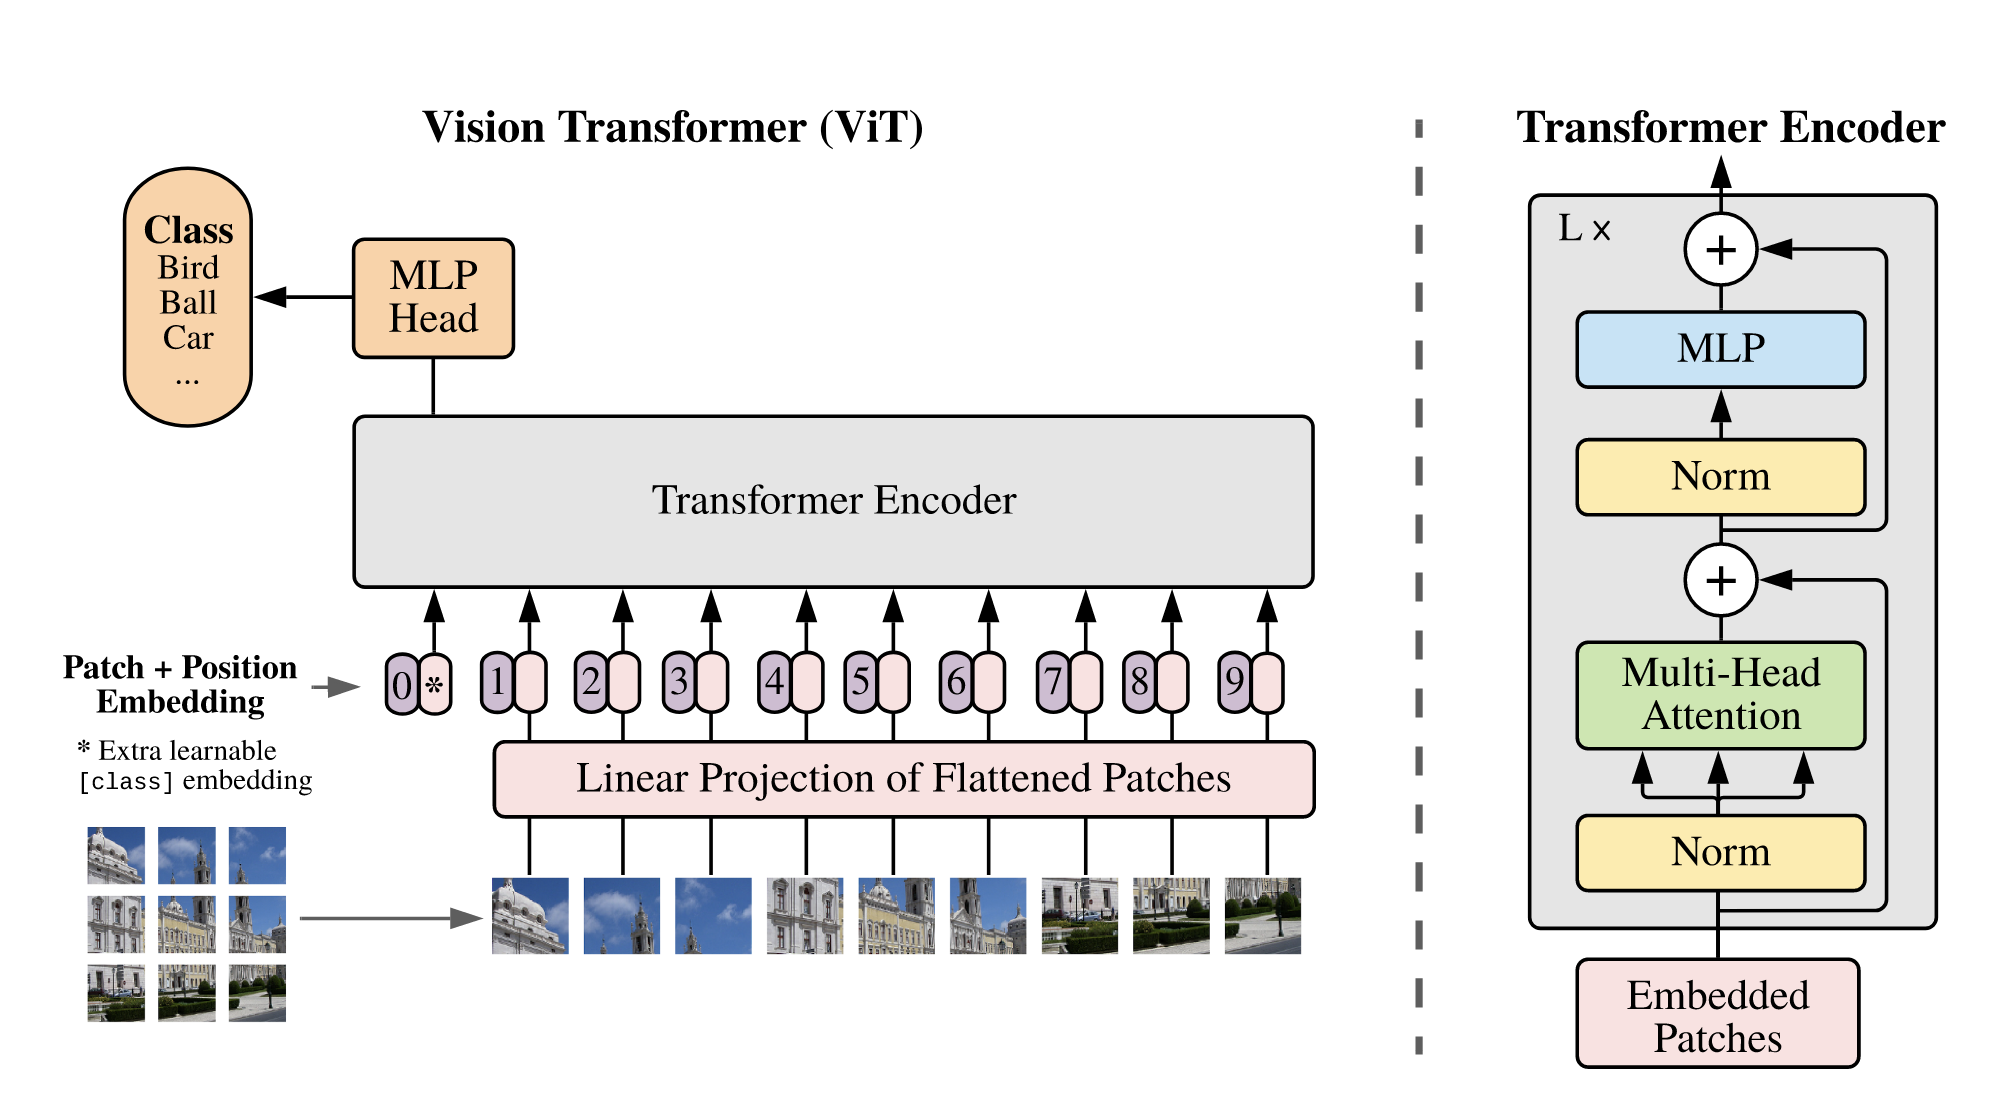 Vision Transformer (ViT)
Class
Bird
Ball
Car
...
MLP
Head
Transformer Encoder
Patch + Position
Embedding
0 * 1 2 3 4 5 6 7 8 9
* Extra learnable
[class] embedding
Linear Projection of Flattened Patches
Transformer Encoder
L x
+
MLP
Norm
+
Multi-Head
Attention
Norm
Embedded
Patches